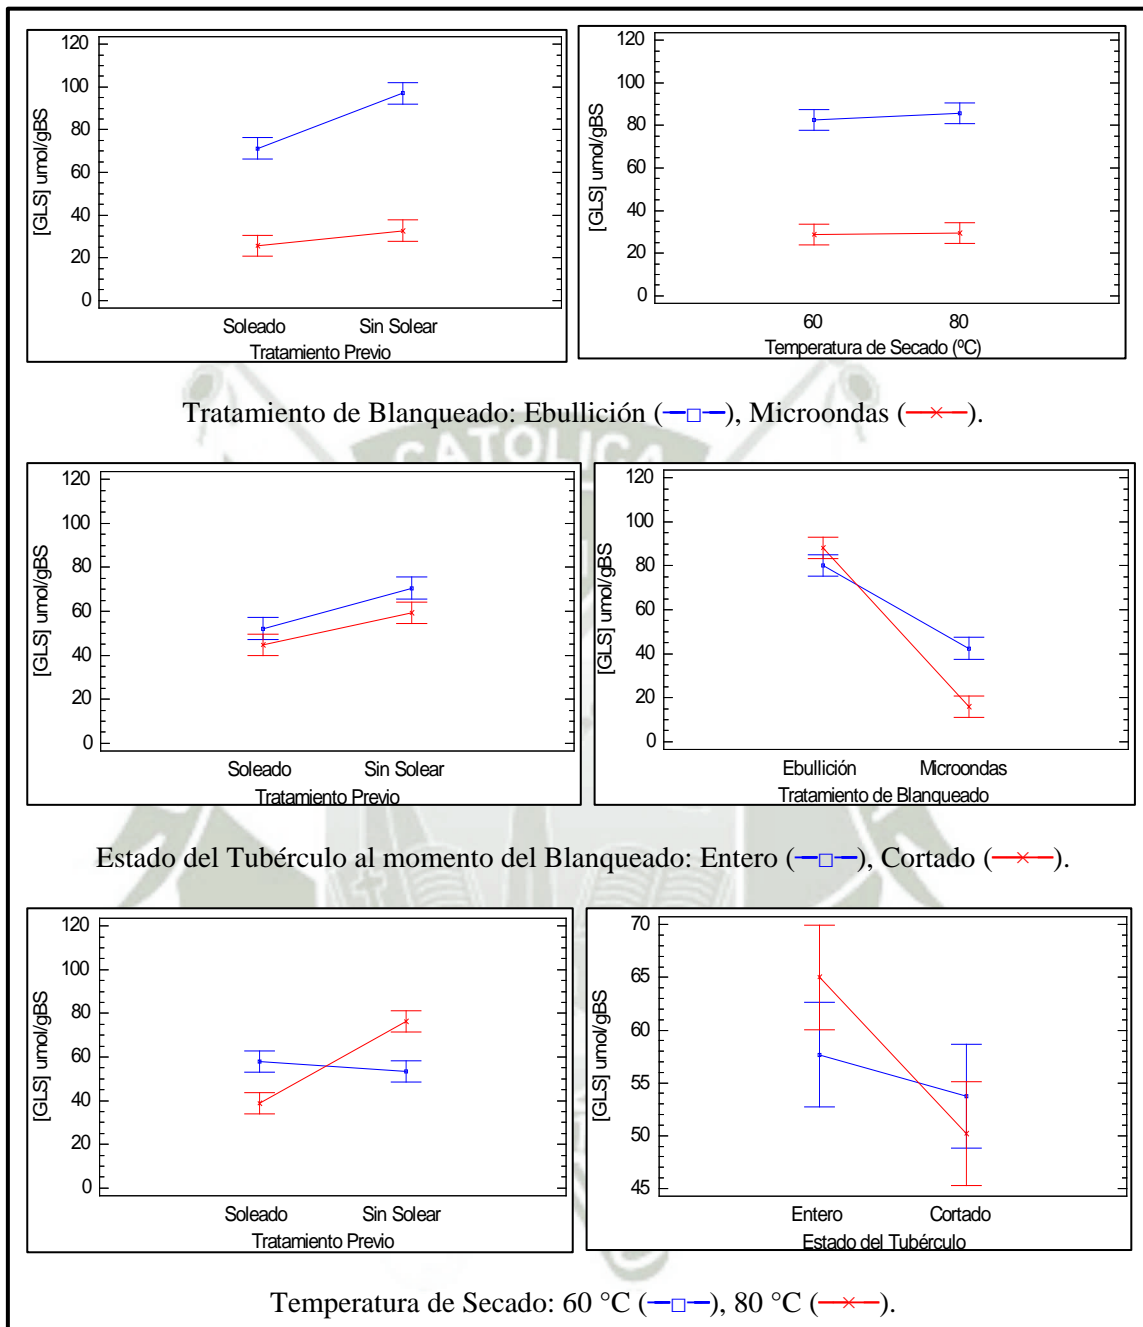 120
100
80
60
40
20
0
[GLS] umol/gBS
Soleado Sin Solear
Tratamiento Previo
120
100
80
60
40
20
0
[GLS] umol/gBS
60 80
Temperatura de Secado (ºC)
Tratamiento de Blanqueado: Ebullición (), Microondas ().
CATOLICA
120
100
80
60
40
20
0
[GLS] umol/gBS
Soleado Sin Solear
Tratamiento Previo
120
100
80
60
40
20
0
[GLS] umol/gBS
Ebullición Microondas
Tratamiento de Blanqueado
Estado del Tubérculo al momento del Blanqueado: Entero (), Cortado ().
120
100
80
60
40
20
0
[GLS] umol/gBS
Soleado Sin Solear
Tratamiento Previo
70
65
60
55
50
45
[GLS] umol/gBS
Entero Cortado
Estado del Tubérculo
Temperatura de Secado: 60 °C (), 80 °C ().